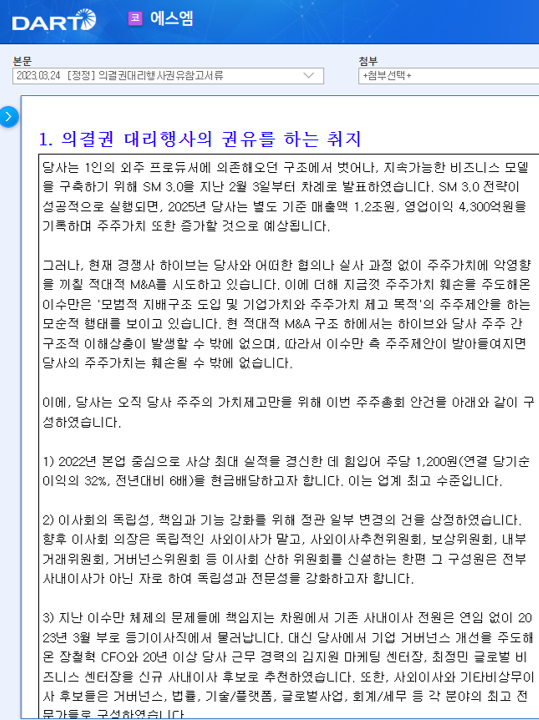 DART
코 에스엠
본문
첨부
2023.03.24 [정정] 의결권대리행사권유참고서류
+첨부선택+
1. 의결권 대리행사의 권유를 하는 취지
당사는 1인의 외주 프로듀서에 의존해오던 구조에서 벗어나, 지속가능한 비즈니스 모델
을 구축하기 위해 SM 3.0을 지난 2월 3일부터 차례로 발표하였습니다. SM 3.0 전략이
성공적으로 실행되면, 2025년 당사는 별도 기준 매출액 1.2조원, 영업이익 4,300억원을
기록하며 주주가치 또한 증가할 것으로 예상됩니다.
그러나, 현재 경쟁사 하이브는 당사와 어떠한 협의나 실사 과정 없이 주주가치에 악영향
을 끼칠 적대적 M&A를 시도하고 있습니다. 이에 더해 지금껏 주주가치 훼손을 주도해온
이수만은 '모범적 지배구조 도입 및 기업가치와 주주가치 제고 목적'의 주주제안을 하는
모순적 행태를 보이고 있습니다. 현 적대적 M&A 구조 하에서는 하이브와 당사 주주 간
구조적 이해상충이 발생할 수 밖에 없으며, 따라서 이수만 측 주주제안이 받아들여지면
당사의 주주가치는 훼손될 수 밖에 없습니다.
이에, 당사는 오직 당사 주주의 가치제고만을 위해 이번 주주총회 안건을 아래와 같이 구
성하였습니다.
1) 2022년 본업 중심으로 사상 최대 실적을 경신한 데 힘입어 주당 1,200원(연결 당기순
이익의 32%, 전년대비 6배)을 현금배당하고자 합니다. 이는 업계 최고 수준입니다.
2) 이사회의 독립성, 책임과 기능 강화를 위해 정관 일부 변경의 건을 상정하였습니다.
향후 이사회 의장은 독립적인 사외이사가 맡고, 사외이사추천위원회, 보상위원회, 내부
거래위원회, 거버넌스위원회 등 이사회 산하 위원회를 신설하는 한편 그 구성원은 전부
사내이사가 아닌 자로 하여 독립성과 전문성을 강화하고자 합니다.
3) 지난 이수만 체제의 문제들에 책임지는 차원에서 기존 사내이사 전원은 연임 없이 20
23년 3월 부로 등기이사직에서 물러납니다. 대신 당사에서 기업 거버넌스 개선을 주도해
온 장철혁 CFO와 20년 이상 당사 근무 경력의 김지원 마케팅 센터장, 최정민 글로벌 비
즈니스 센터장을 신규 사내이사 후보로 추천하였습니다. 또한, 사외이사와 기타비상무이
사 후보들은 거버넌스, 법률, 기술/플랫폼, 글로벌사업, 회계/세무 등 각 분야의 최고 전
문가들로 구성하였습니다.